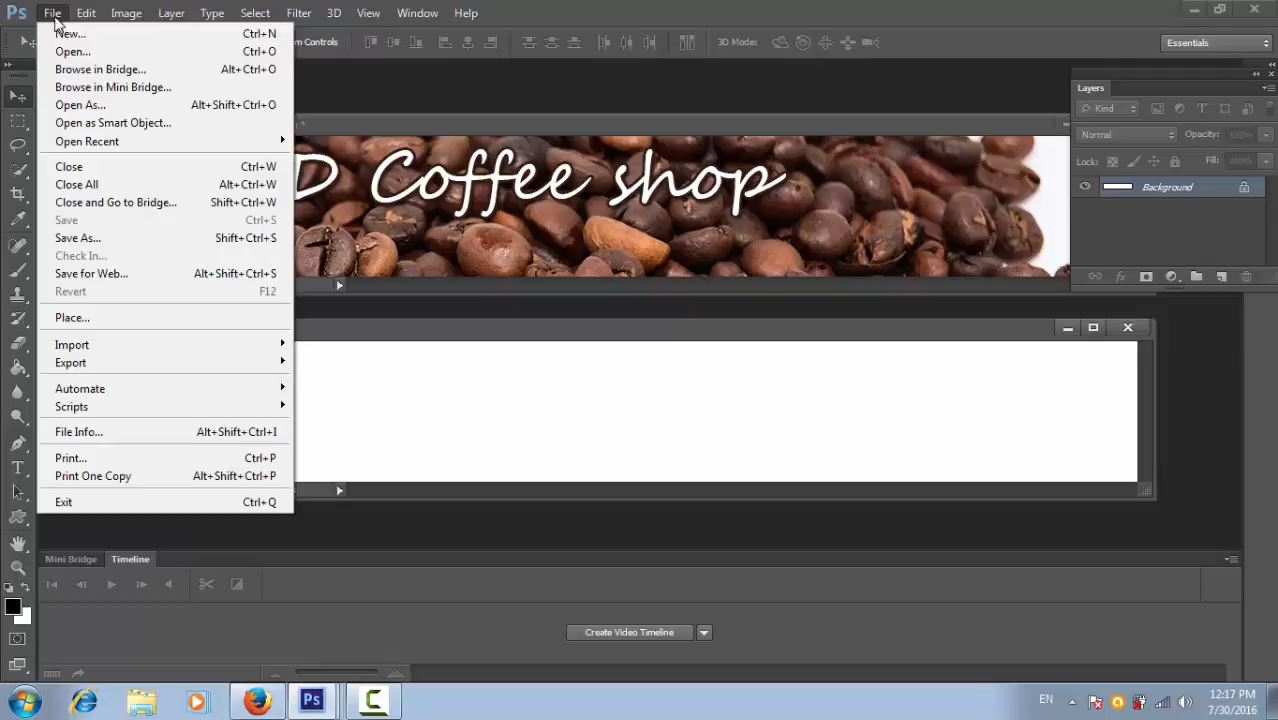 Ps File Edit Image Layer Type Select Filter 3D View Window Help
m Controls 3D Mode: Essentials
New... Ctrl+N
Open... Ctrl+O
Browse in Bridge... Alt+Ctrl+O
Browse in Mini Bridge...
Open As... Alt+Shift+Ctrl+O
Open as Smart Object...
Open Recent
Close Ctrl+W
Close All Alt+Ctrl+W
Close and Go to Bridge... Shift+Ctrl+W
Save Ctrl+S
Save As... Shift+Ctrl+S
Check In...
Save for Web... Alt+Shift+Ctrl+S
Revert F12
Place...
Import
Export
Automate
Scripts
File Info... Alt+Shift+Ctrl+I
Print... Ctrl+P
Print One Copy Alt+Shift+Ctrl+P
Exit Ctrl+Q
D Coffee shop
Layers
Kind
Normal Opacity:
Lock: Fill:
Background
Mini Bridge Timeline
Create Video Timeline
Ps
EN
12:17 PM
7/30/2016